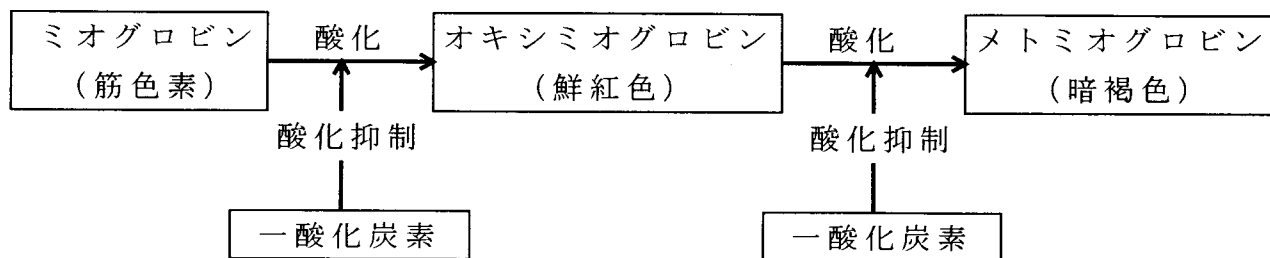 ミオグロビン
(筋色素)
酸化
オキシミオグロビン
(鮮紅色)
酸化
メトミオグロビン
(暗褐色)
酸化抑制
酸化抑制
一酸化炭素
一酸化炭素